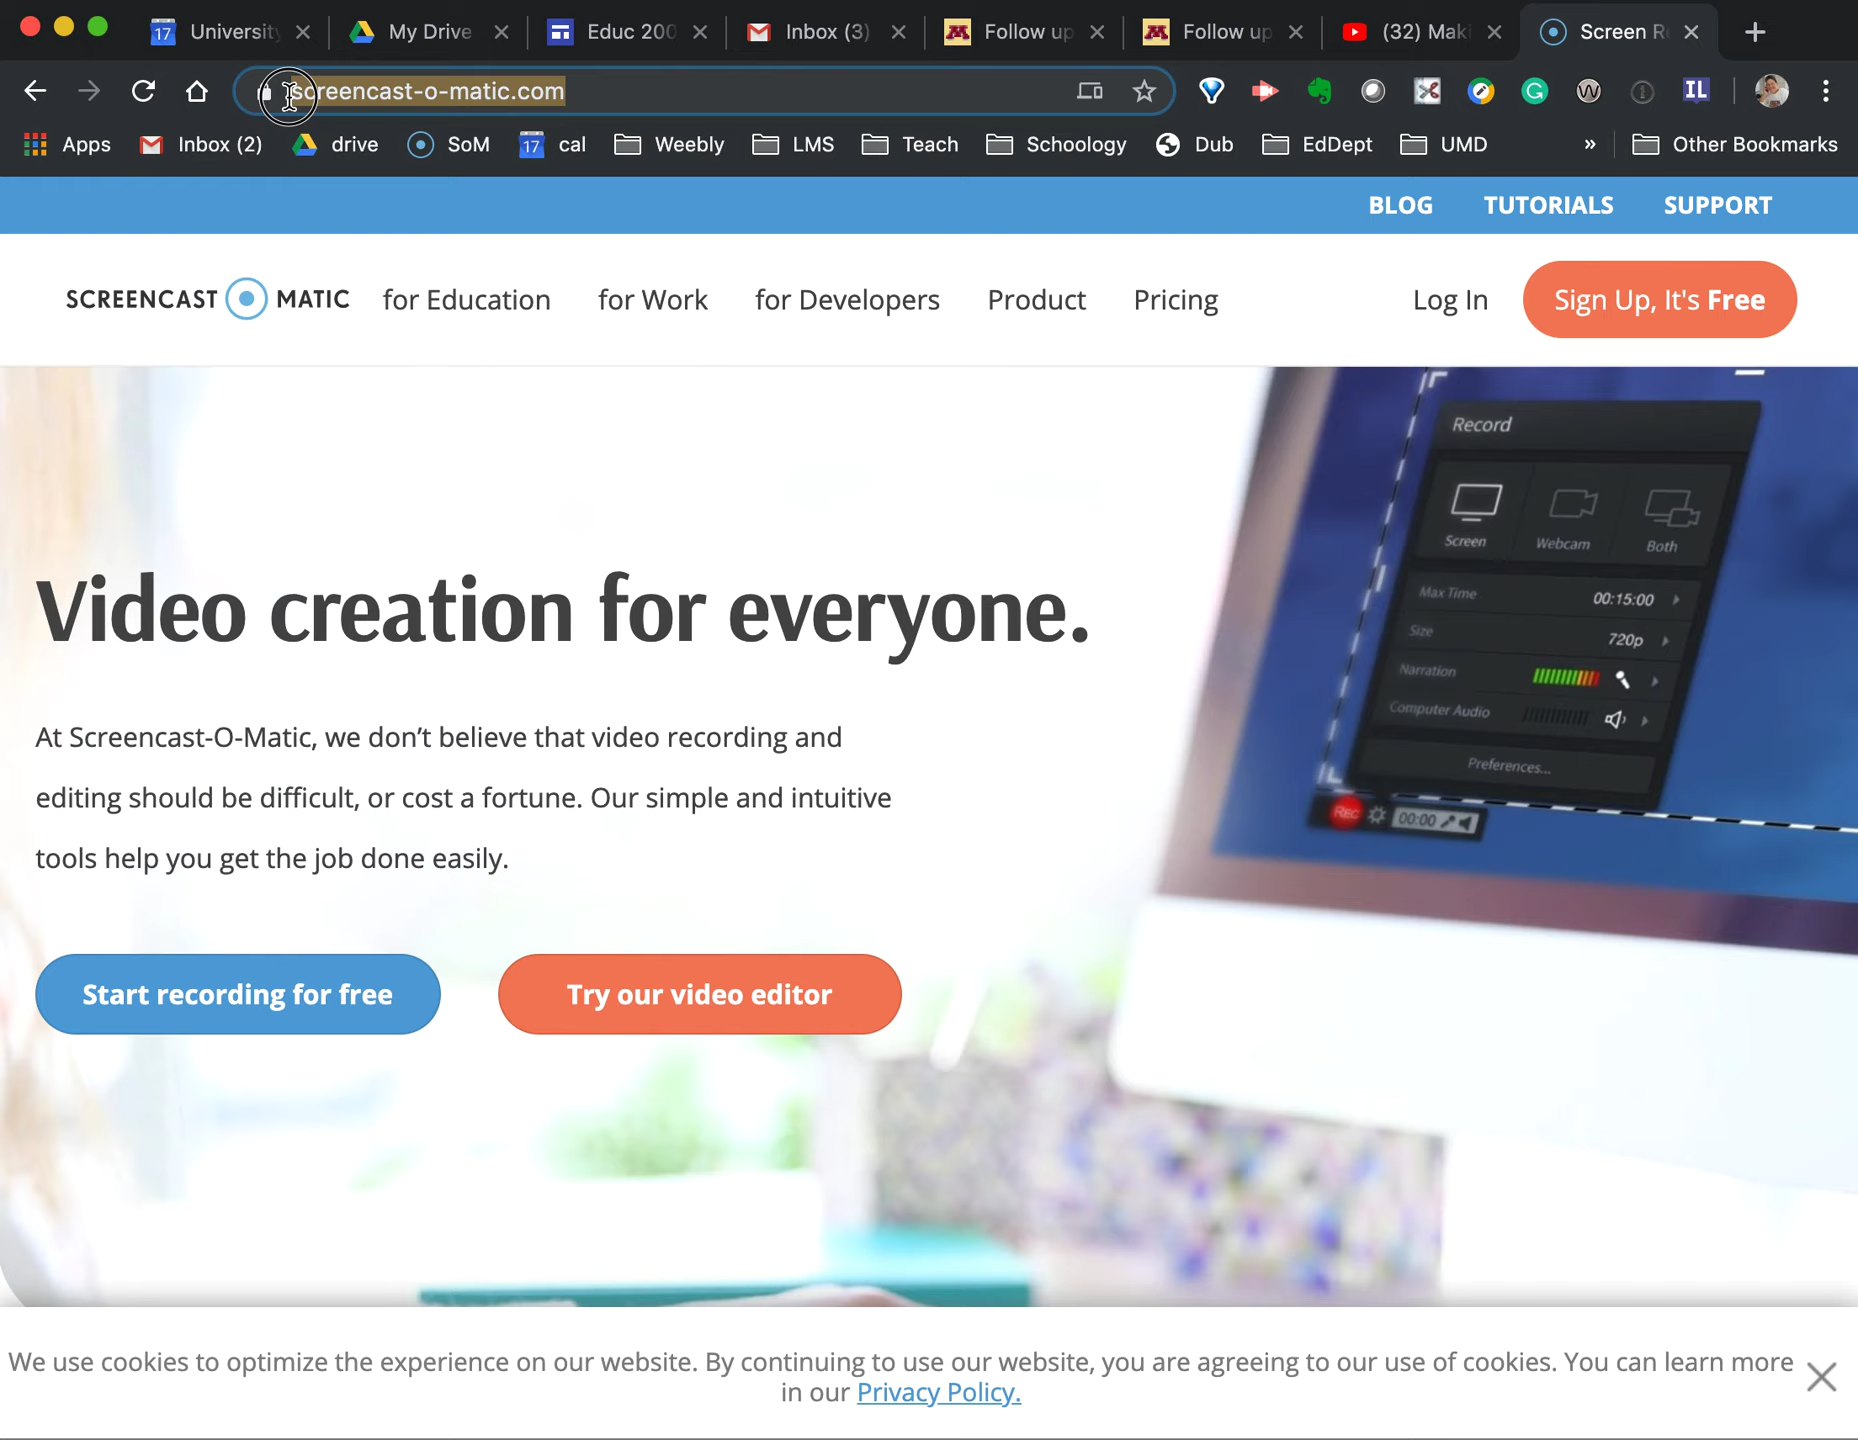 University
My Drive
Educ 200
Inbox (3)
Follow up
Follow up
(32) Maki
Screen Re
screencast-o-matic.com
Apps
Inbox (2)
drive
SoM
17 cal
Weebly
LMS
Teach
Schoology
Dub
EdDept
UMD
»
Other Bookmarks
BLOG TUTORIALS SUPPORT
SCREENCAST O MATIC for Education for Work for Developers Product Pricing Log In Sign Up, It's Free
Record
Screen Webcam Both
Max Time 00:15:00
Size 720p
Narration
Computer Audio
Preferences...
REC 00:00
Video creation for everyone.
At Screencast-O-Matic, we don’t believe that video recording and
editing should be difficult, or cost a fortune. Our simple and intuitive
tools help you get the job done easily.
Start recording for free Try our video editor
We use cookies to optimize the experience on our website. By continuing to use our website, you are agreeing to our use of cookies. You can learn more
in our Privacy Policy.